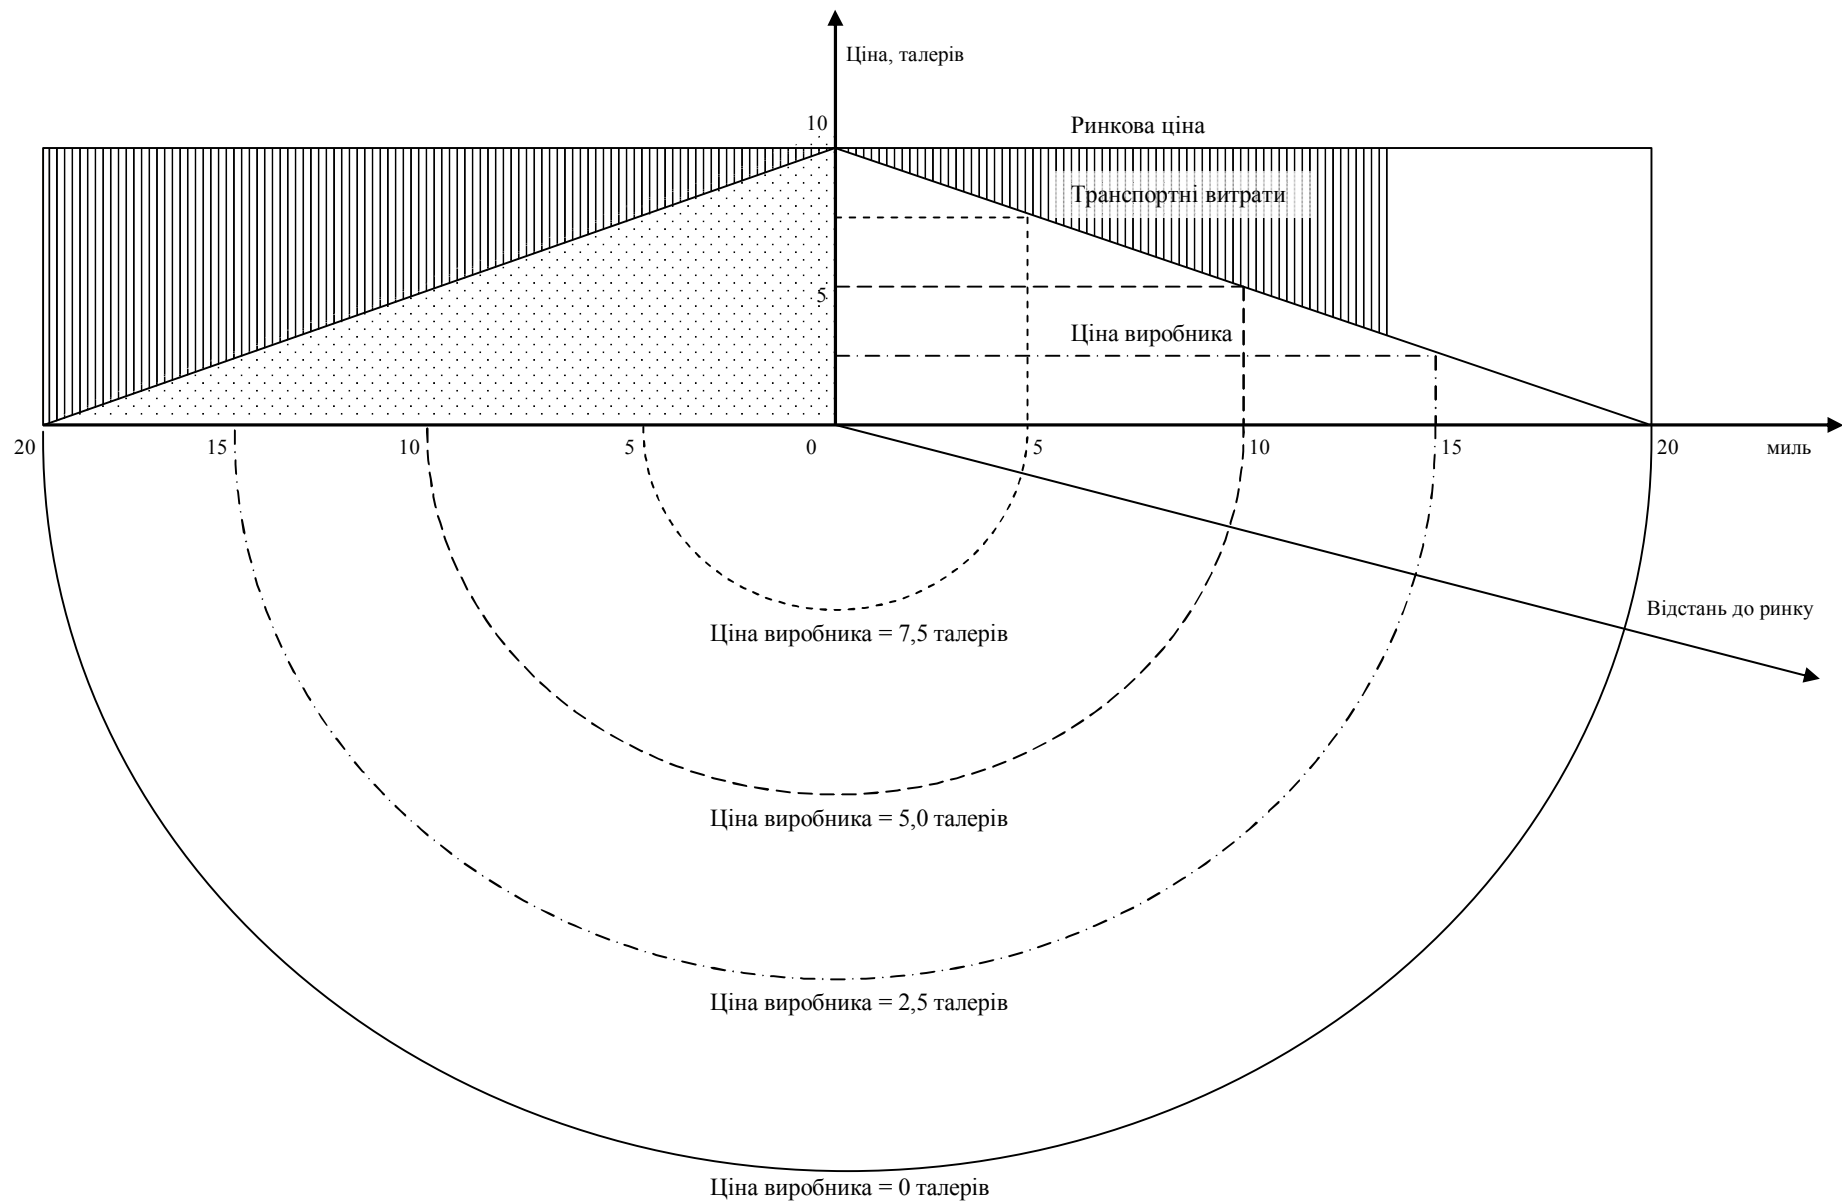 Ціна, талерів
10
Ринкова ціна
Транспортні витрати
5
Ціна виробника
20
15
10
5
0
5
10
15
20
миль
Відстань до ринку
Ціна виробника = 7,5 талерів
Ціна виробника = 5,0 талерів
Ціна виробника = 2,5 талерів
Ціна виробника = 0 талерів